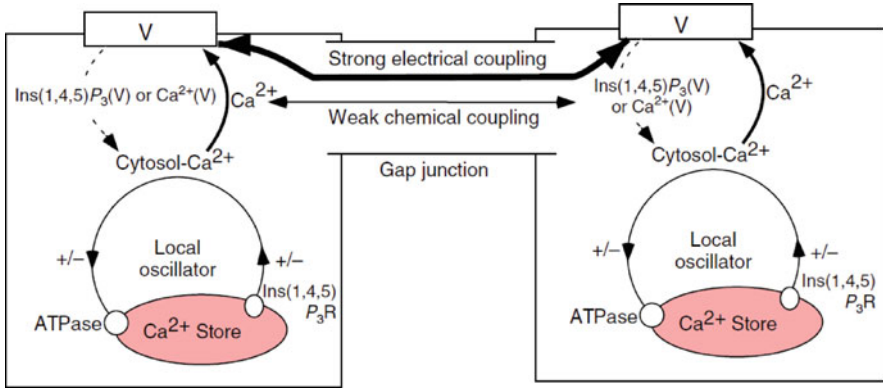 V
V
Strong electrical coupling
Ins(1,4,5)P₃(V) or Ca²⁺(V)
Ca²⁺
Weak chemical coupling
Ins(1,4,5)P₃(V)
or Ca²⁺(V)
Ca²⁺
Cytosol-Ca²⁺
Gap junction
Cytosol-Ca²⁺
+/–
Local
oscillator
+/–
Ins(1,4,5)
P₃R
ATPase
Ca²⁺ Store
+/–
Local
oscillator
+/–
Ins(1,4,5)
P₃R
ATPase
Ca²⁺ Store